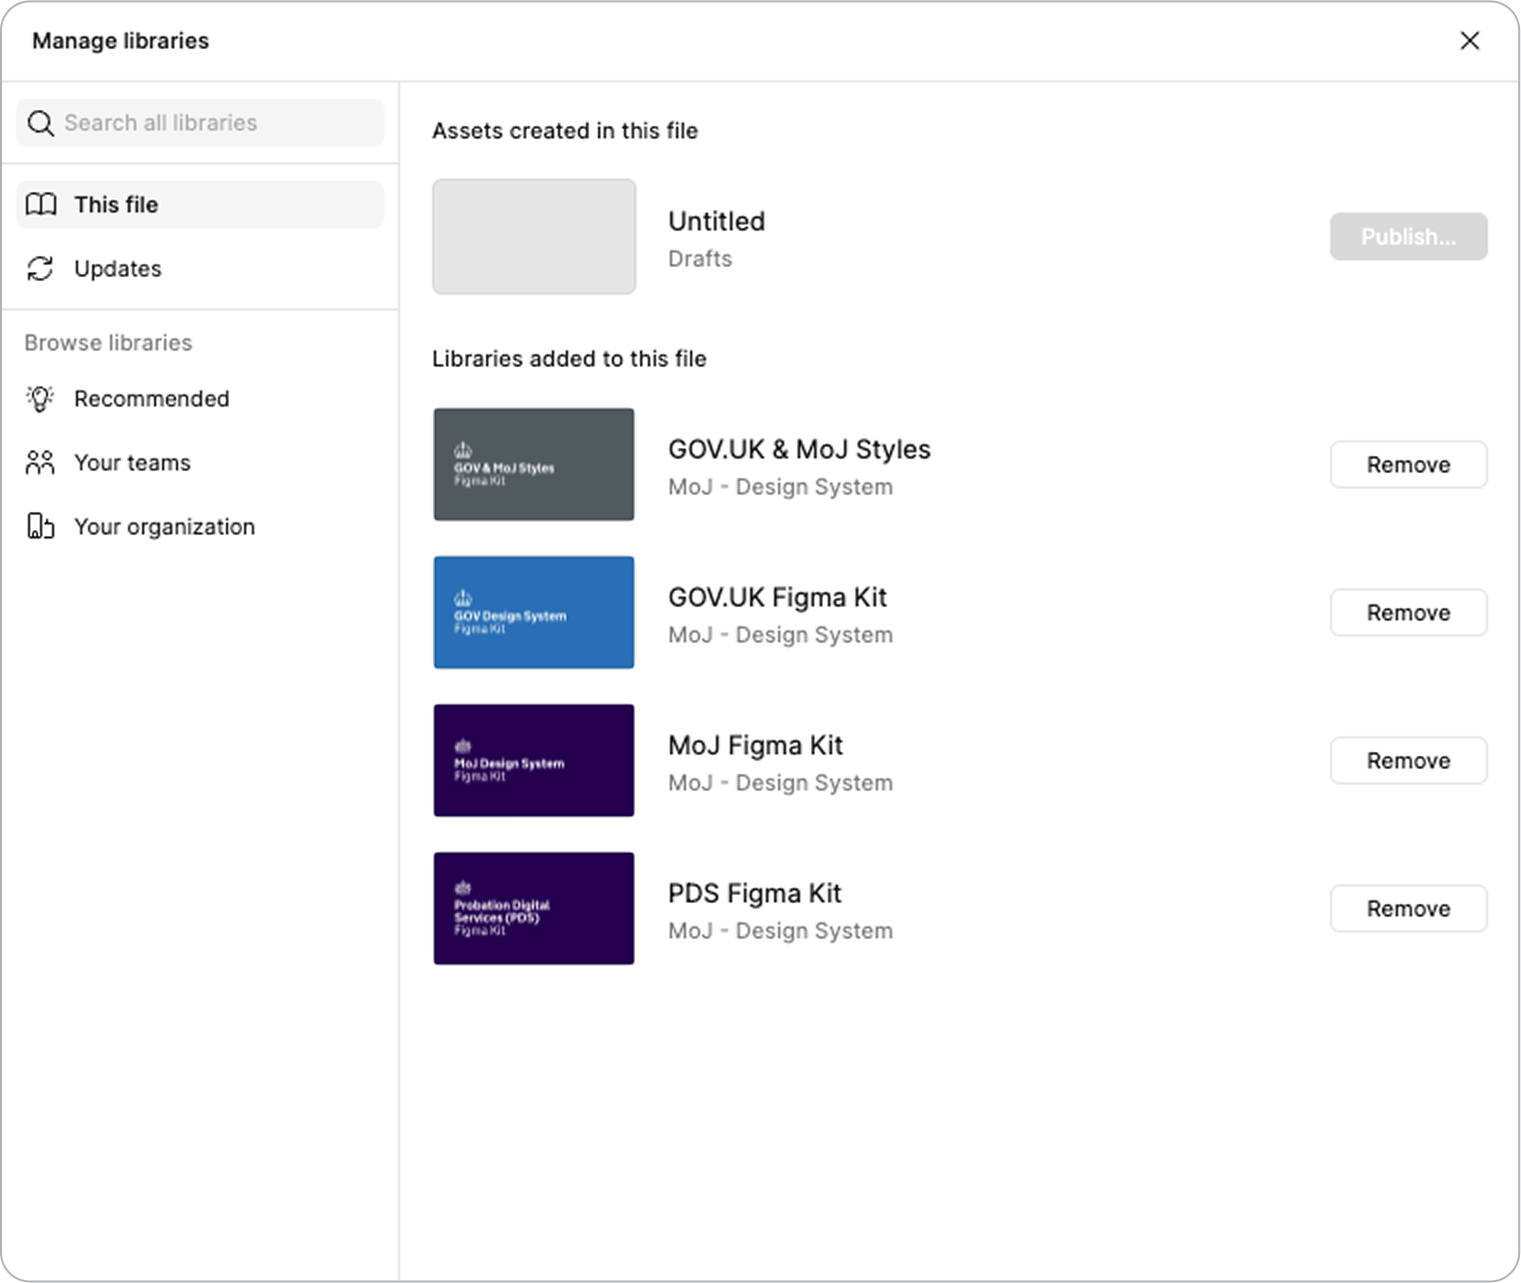 Manage libraries
Search all libraries
This file
Updates
Browse libraries
Recommended
Your teams
Your organization
Assets created in this file
Untitled
Drafts
Publish...
Libraries added to this file
GOV & MoJ Styles
Figma Kit
GOV.UK & MoJ Styles
MoJ - Design System
Remove
GOV Design System
Figma Kit
GOV.UK Figma Kit
MoJ - Design System
Remove
MoJ Design System
Figma Kit
MoJ Figma Kit
MoJ - Design System
Remove
Probation Digital
Services (PDS)
Figma Kit
PDS Figma Kit
MoJ - Design System
Remove